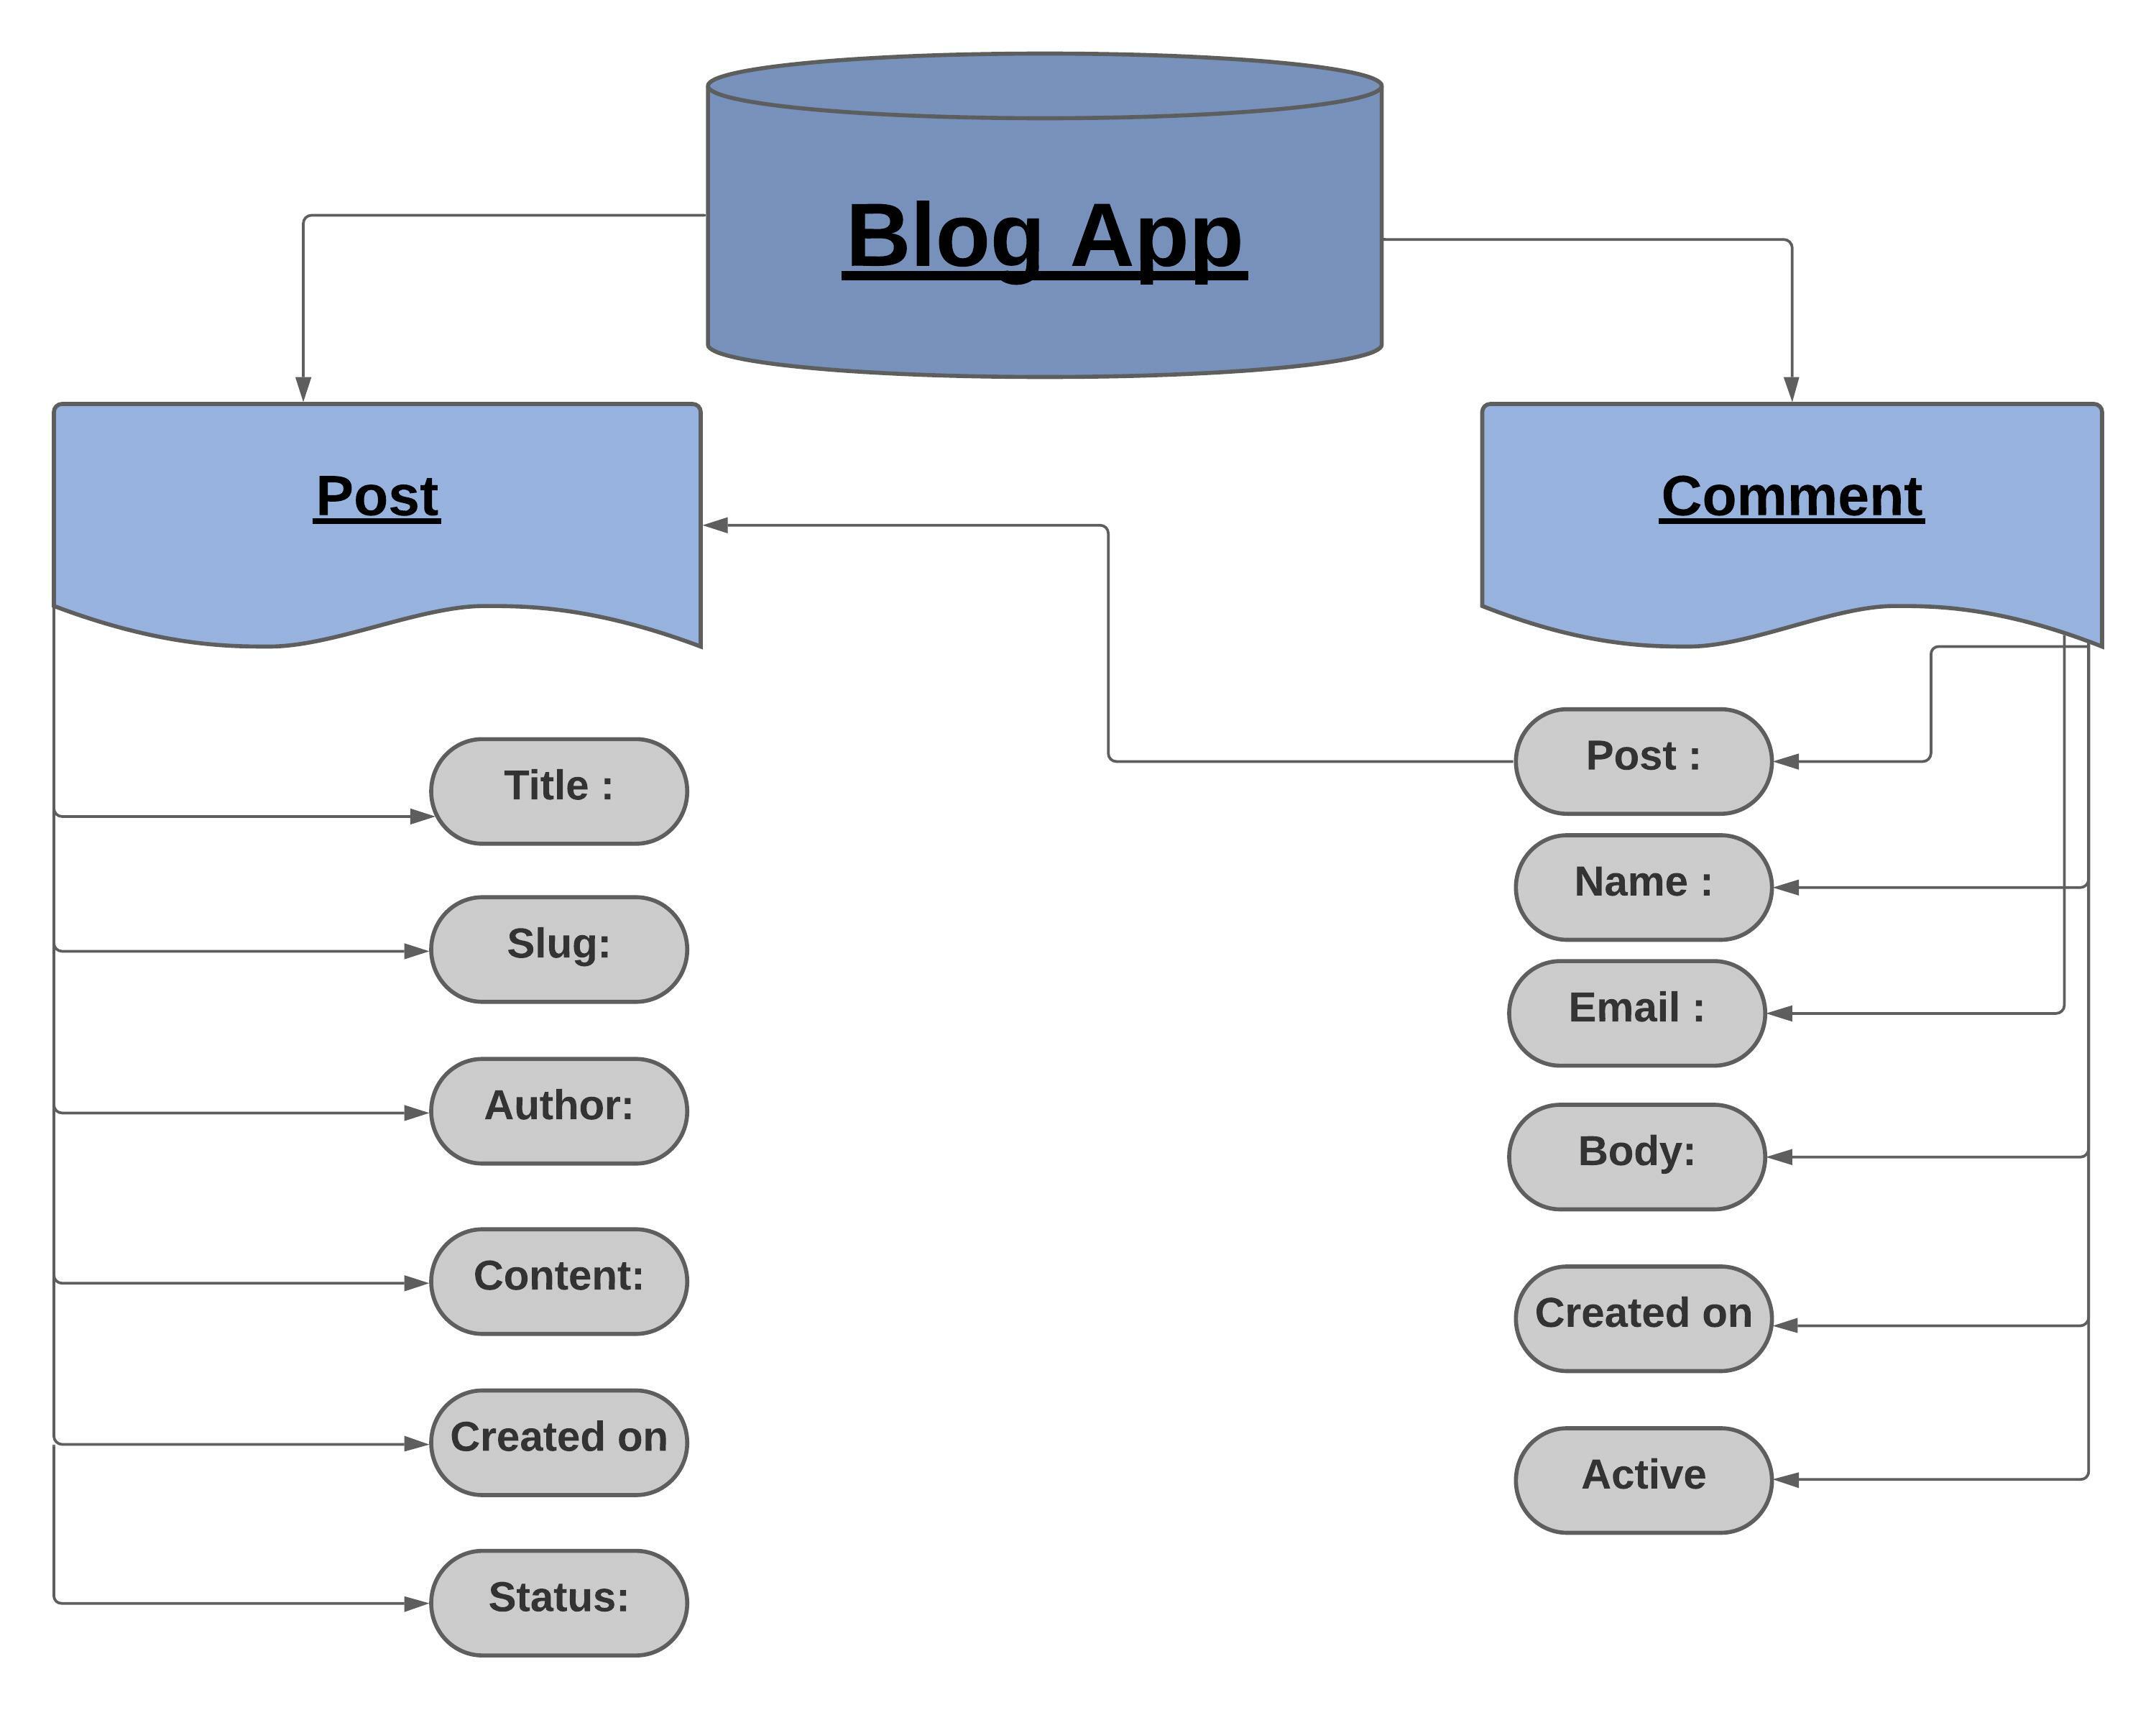 Blog App
Post
Comment
Title :
Slug:
Author:
Content:
Created on
Status:
Post :
Name :
Email :
Body:
Created on
Active